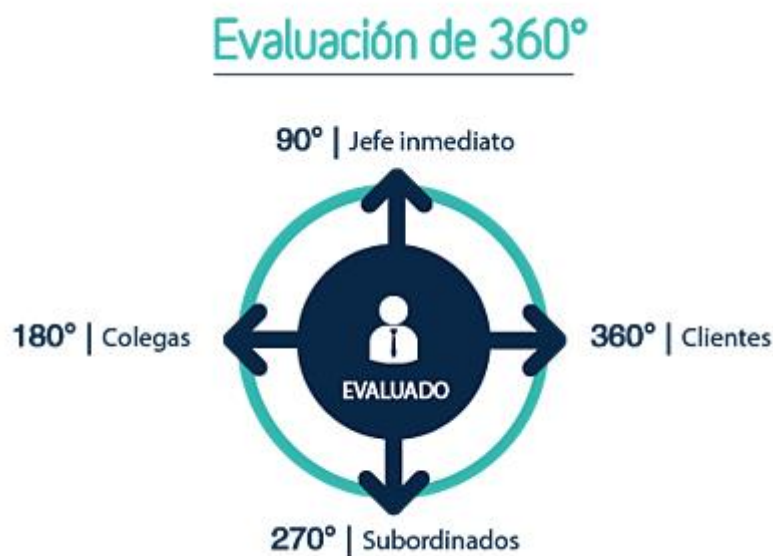 Evaluación de 360°
90° | Jefe inmediato
180° | Colegas
360° | Clientes
EVALUADO
270° | Subordinados